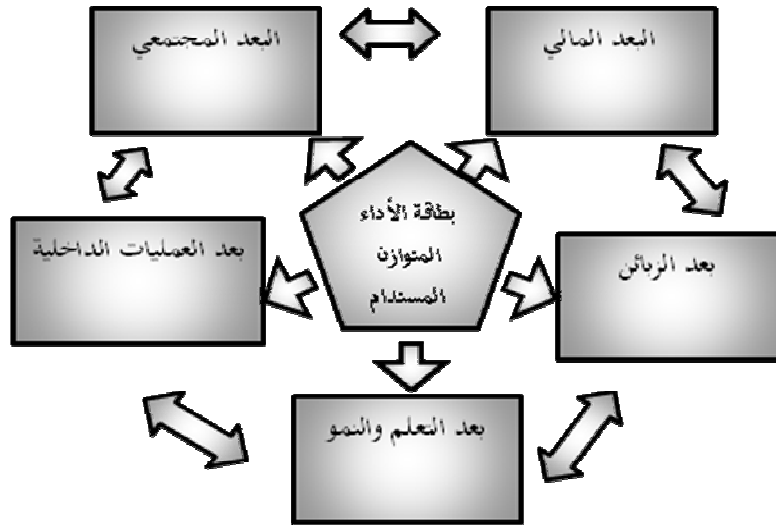 البعد المالي
البعد المجتمعي
بطاقة الأداء
المتوازن
المستدام
بعد الزبائن
بعد العمليات الداخلية
بعد التعلم والنمو